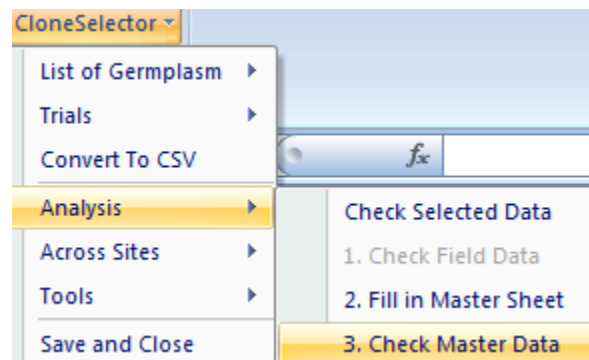 CloneSelector
List of Germplasm
Trials
Convert To CSV
fx
Analysis
Check Selected Data
Across Sites
1. Check Field Data
Tools
2. Fill in Master Sheet
Save and Close
3. Check Master Data